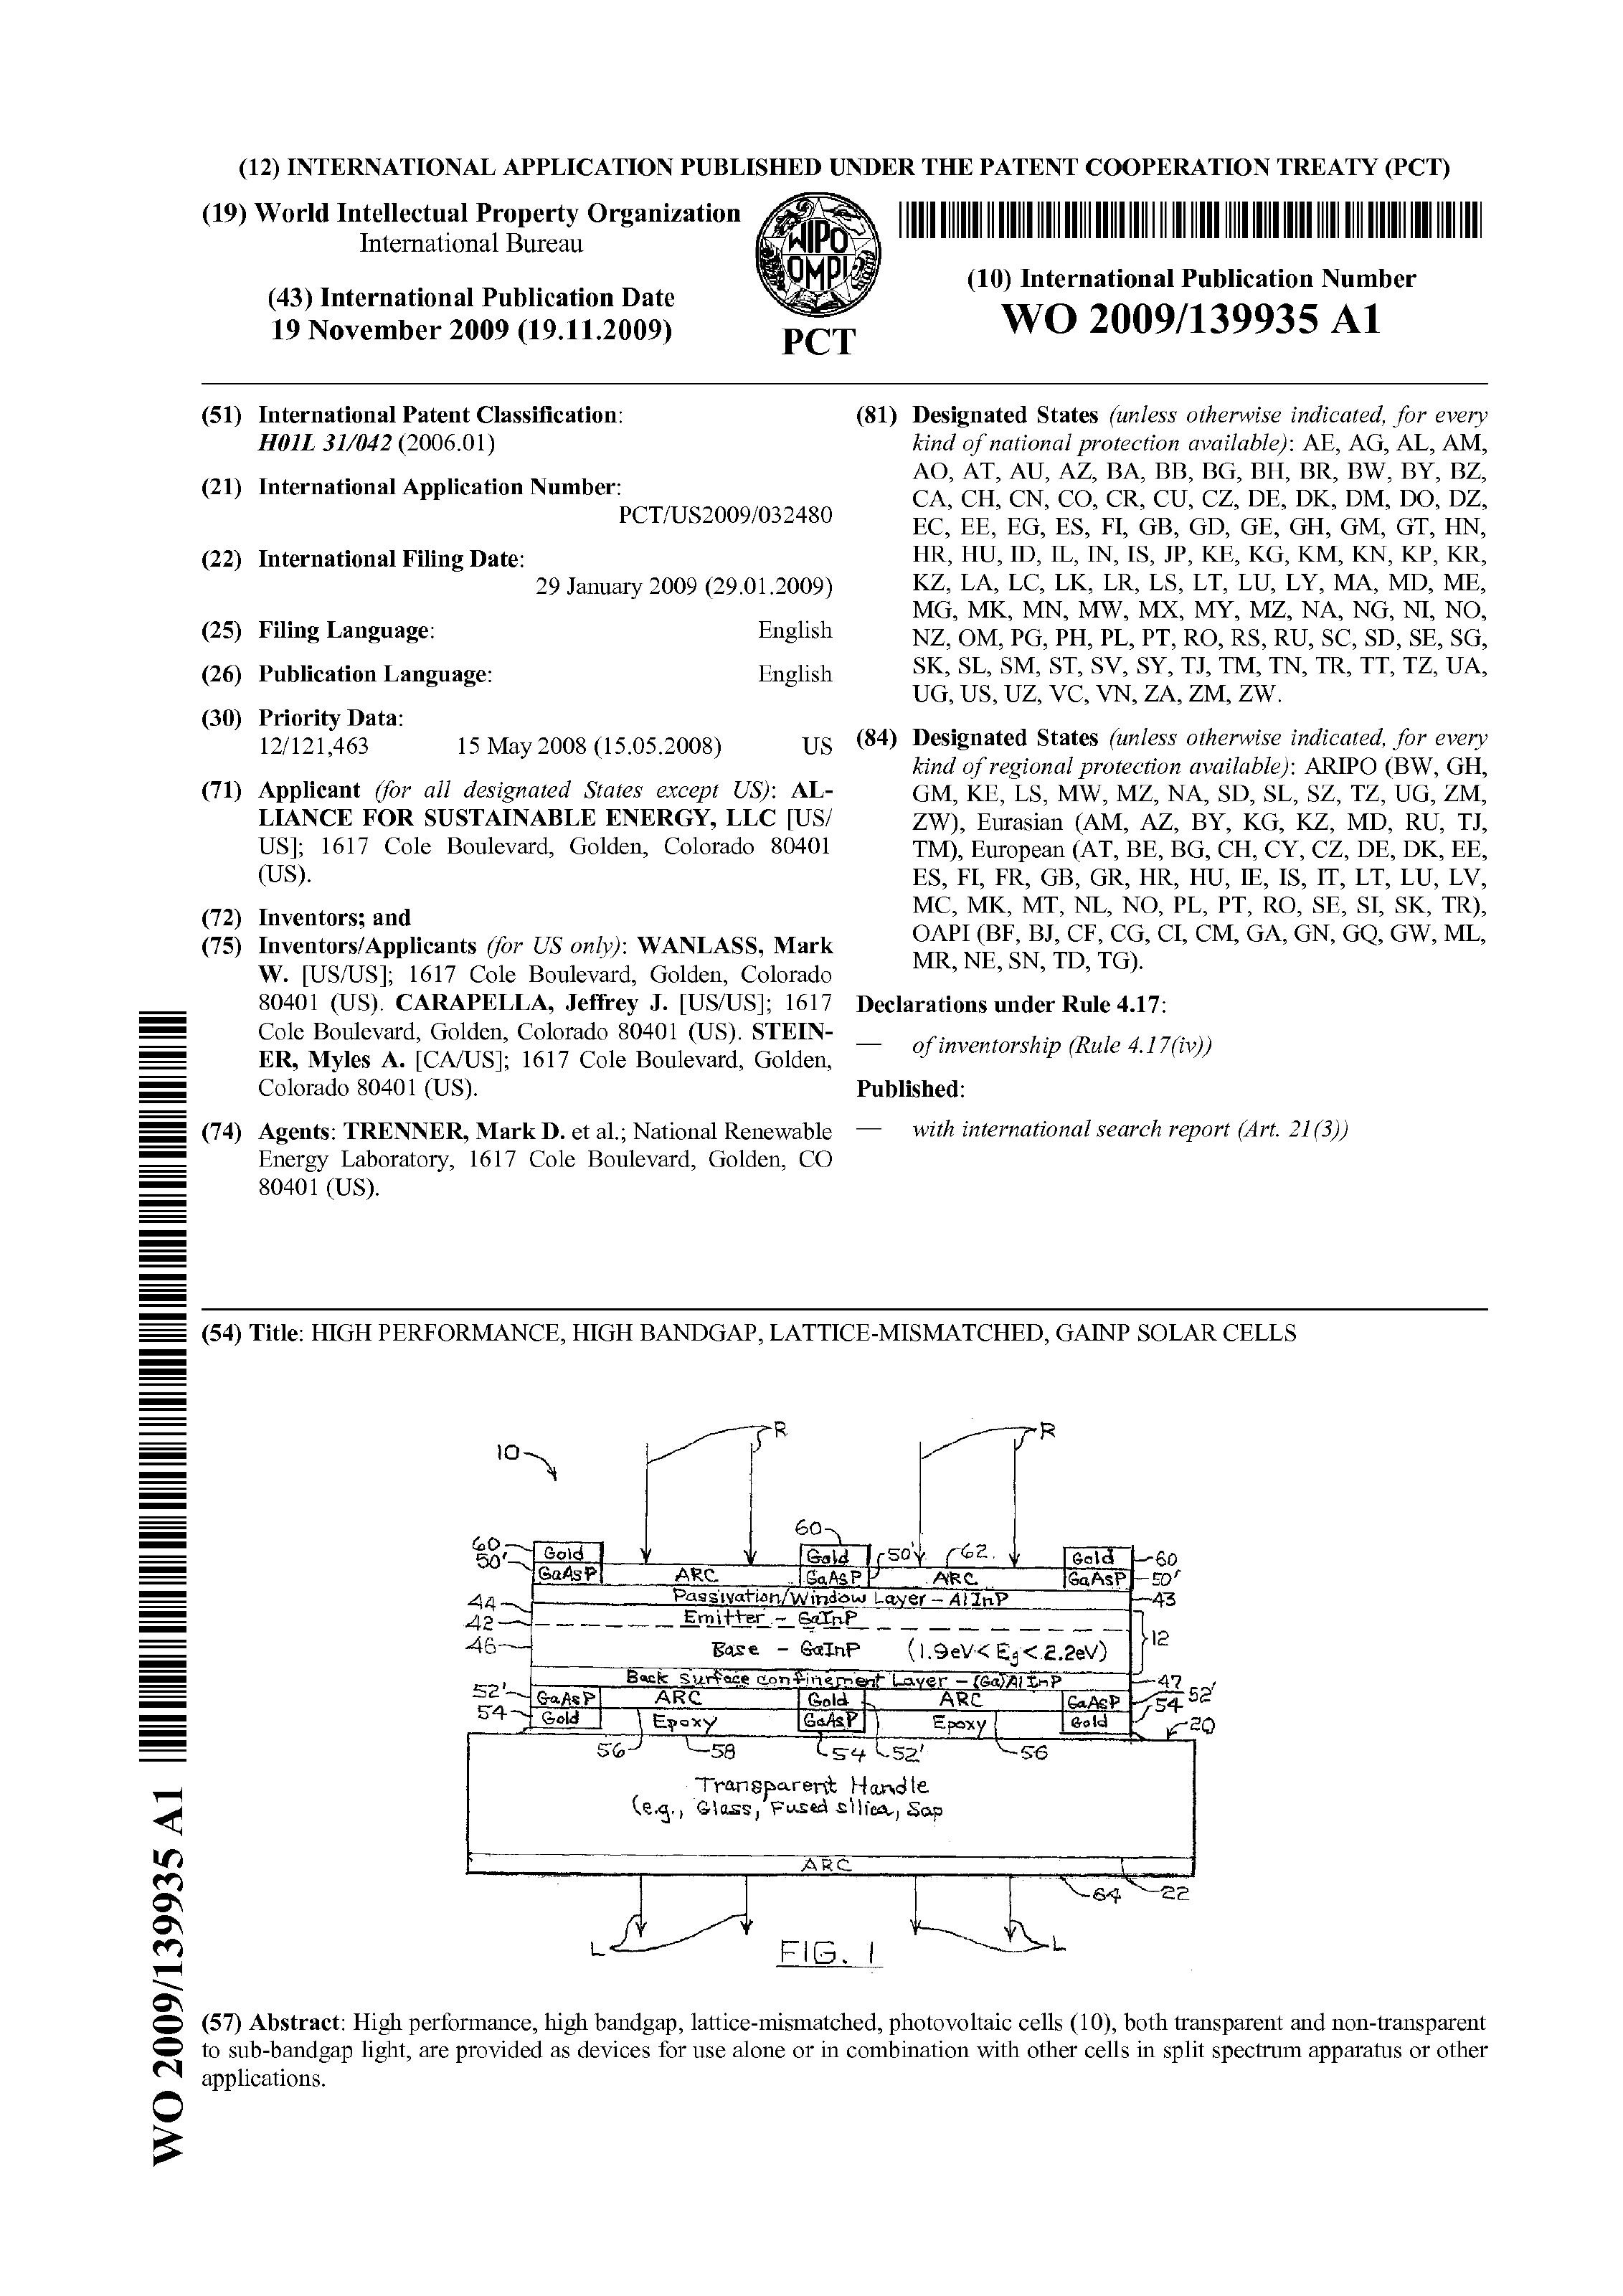 (12) INTERNATIONAL APPLICATION PUBLISHED UNDER THE PATENT COOPERATION TREATY (PCT)
(19) World Intellectual Property Organization
International Bureau
(43) International Publication Date
19 November 2009 (19.11.2009)
WIPO
OMPI
PCT
(10) International Publication Number
WO 2009/139935 A1
(51) International Patent Classification:
H01L 31/042 (2006.01)
(21) International Application Number:
PCT/US2009/032480
(22) International Filing Date:
29 January 2009 (29.01.2009)
(25) Filing Language: English
(26) Publication Language: English
(30) Priority Data:
12/121,463 15 May 2008 (15.05.2008) US
(71) Applicant (for all designated States except US): AL-
LIANCE FOR SUSTAINABLE ENERGY, LLC [US/
US]; 1617 Cole Boulevard, Golden, Colorado 80401
(US).
(72) Inventors; and
(75) Inventors/Applicants (for US only): WANLASS, Mark
W. [US/US]; 1617 Cole Boulevard, Golden, Colorado
80401 (US). CARAPELLA, Jeffrey J. [US/US]; 1617
Cole Boulevard, Golden, Colorado 80401 (US). STEIN-
ER, Myles A. [CA/US]; 1617 Cole Boulevard, Golden,
Colorado 80401 (US).
(74) Agents: TRENNER, Mark D. et al.; National Renewable
Energy Laboratory, 1617 Cole Boulevard, Golden, CO
80401 (US).
(81) Designated States (unless otherwise indicated, for every
kind of national protection available): AE, AG, AL, AM,
AO, AT, AU, AZ, BA, BB, BG, BH, BR, BW, BY, BZ,
CA, CH, CN, CO, CR, CU, CZ, DE, DK, DM, DO, DZ,
EC, EE, EG, ES, FI, GB, GD, GE, GH, GM, GT, HN,
HR, HU, ID, IL, IN, IS, JP, KE, KG, KM, KN, KP, KR,
KZ, LA, LC, LK, LR, LS, LT, LU, LY, MA, MD, ME,
MG, MK, MN, MW, MX, MY, MZ, NA, NG, NI, NO,
NZ, OM, PG, PH, PL, PT, RO, RS, RU, SC, SD, SE, SG,
SK, SL, SM, ST, SV, SY, TJ, TM, TN, TR, TT, TZ, UA,
UG, US, UZ, VC, VN, ZA, ZM, ZW.
(84) Designated States (unless otherwise indicated, for every
kind of regional protection available): ARIPO (BW, GH,
GM, KE, LS, MW, MZ, NA, SD, SL, SZ, TZ, UG, ZM,
ZW), Eurasian (AM, AZ, BY, KG, KZ, MD, RU, TJ,
TM), European (AT, BE, BG, CH, CY, CZ, DE, DK, EE,
ES, FI, FR, GB, GR, HR, HU, IE, IS, IT, LT, LU, LV,
MC, MK, MT, NL, NO, PL, PT, RO, SE, SI, SK, TR),
OAPI (BF, BJ, CF, CG, CI, CM, GA, GN, GQ, GW, ML,
MR, NE, SN, TD, TG).
Declarations under Rule 4.17:
— of inventorship (Rule 4.17(iv))
Published:
— with international search report (Art. 21(3))
(54) Title: HIGH PERFORMANCE, HIGH BANDGAP, LATTICE-MISMATCHED, GAINP SOLAR CELLS
R R
10
60
60 Gold Gold 50' 62 Gold 60
50' GaAsP ARC GaAsP ARC GaAsP 50'
44 Passivation/Window Layer - AlInP 43
42 Emitter - GaInP
46 Base - GaInP (1.9eV < Eg < 2.2eV) 12
Back Surface confinement Layer - (Ga)AlInP 47
52' GaAsP ARC Gold ARC GaAsP 52'
54 Gold Epoxy GaAsP Epoxy Gold 54
20
56 58 54 52' 56
Transparent Handle
(e.g., Glass, Fused silica, Sap
ARC
64 22
L L
FIG. 1
(57) Abstract: High performance, high bandgap, lattice-mismatched, photovoltaic cells (10), both transparent and non-transparent
to sub-bandgap light, are provided as devices for use alone or in combination with other cells in split spectrum apparatus or other
applications.
WO 2009/139935 A1